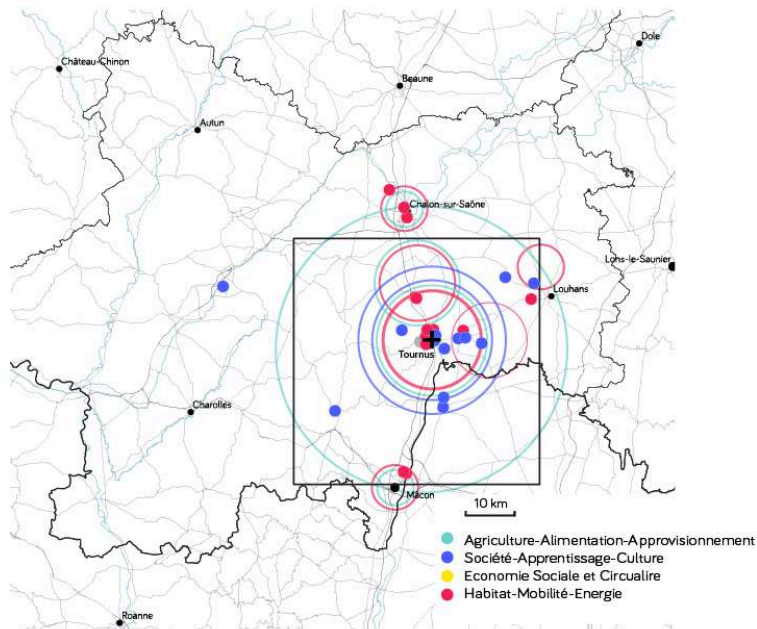 Dole
Château-Chinon
Beaune
Autun
Chalon-sur-Saône
Lons-le-Saunier
Louhans
Tournus
Charolles
Mâcon
10 km
Agriculture-Alimentation-Approvisionnement
Société-Apprentissage-Culture
Economie Sociale et Circualire
Habitat-Mobilité-Energie
Roanne